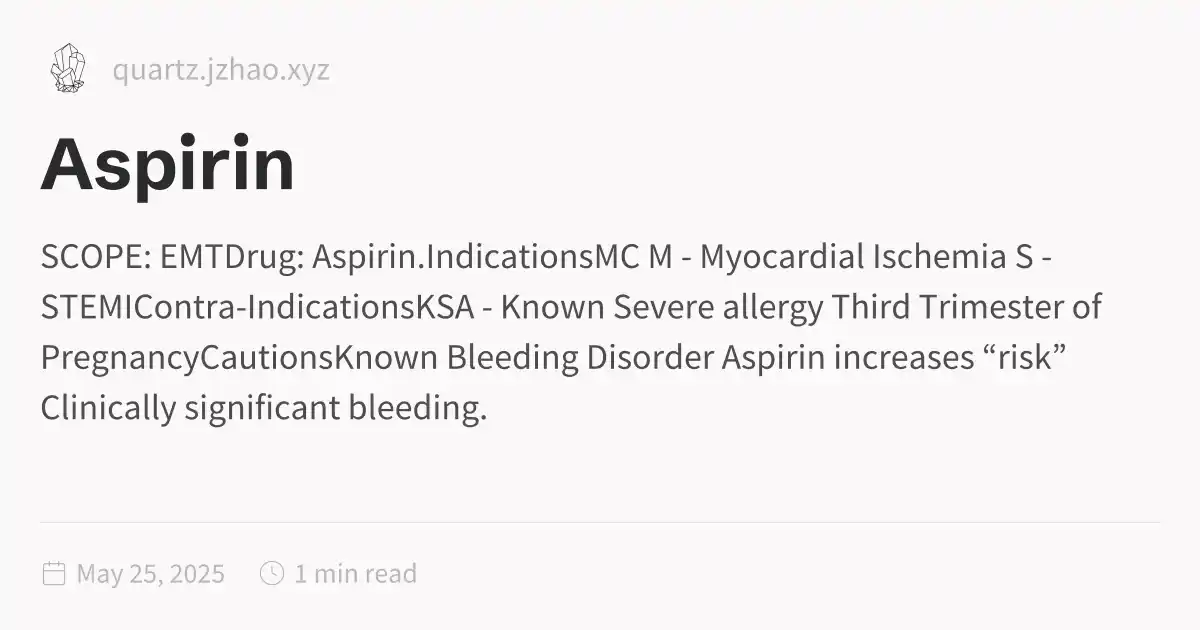 quartz.jzhao.xyz
Aspirin
SCOPE: EMTDrug: Aspirin.IndicationsMC M - Myocardial Ischemia S -
STEMIContra-IndicationsKSA - Known Severe allergy Third Trimester of
PregnancyCautionsKnown Bleeding Disorder Aspirin increases “risk”
Clinically significant bleeding.
May 25, 2025 1 min read